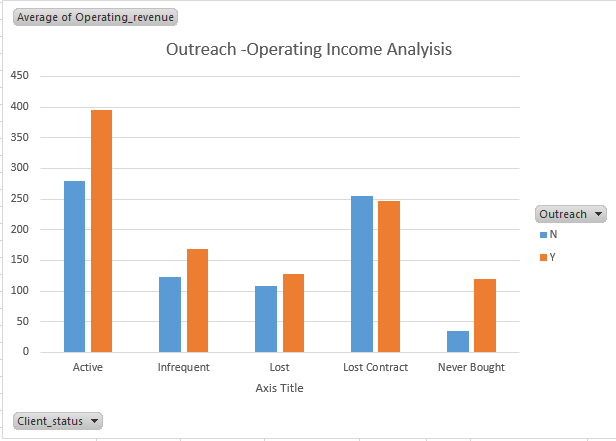 Average of Operating_revenue
Outreach -Operating Income Analyisis
450
400
350
300
250
200
150
100
50
0
Active Infrequent Lost Lost Contract Never Bought
Axis Title
Outreach
N
Y
Client_status